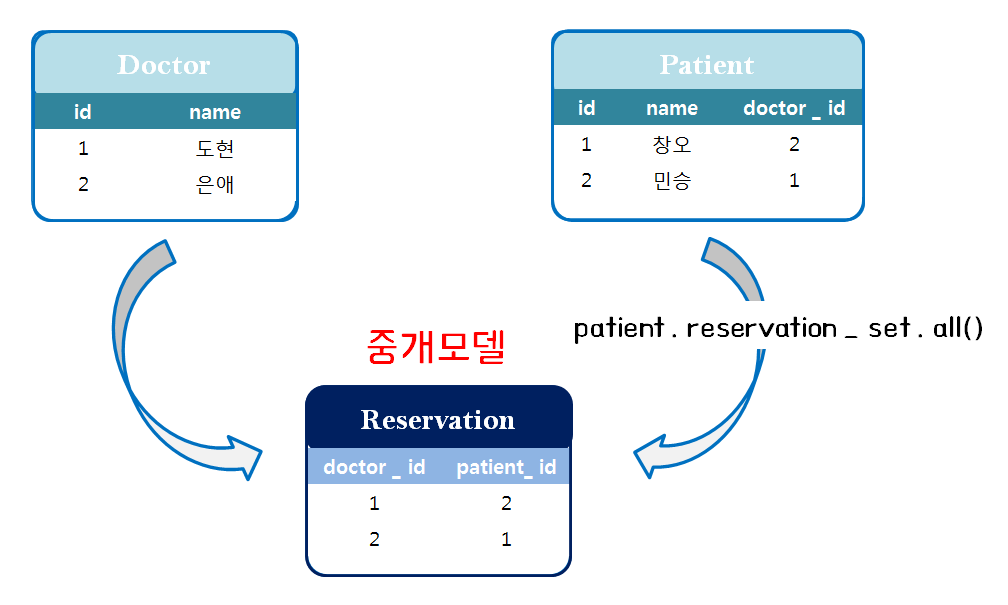 Doctor
id name
1 도현
2 은애
Patient
id name doctor _ id
1 창오 2
2 민승 1
patient . reservation _ set . all()
중개모델
Reservation
doctor _ id patient_ id
1 2
2 1